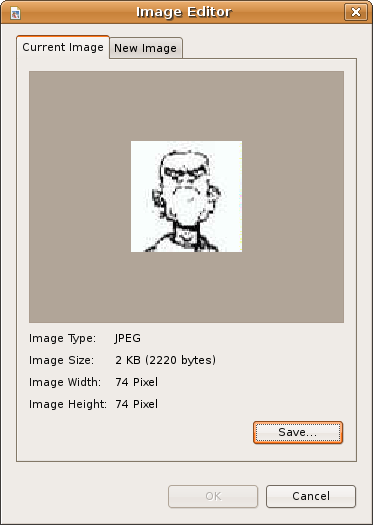 Image Editor
Current Image
New Image
Image Type: JPEG
Image Size: 2 KB (2220 bytes)
Image Width: 74 Pixel
Image Height: 74 Pixel
Save...
OK
Cancel